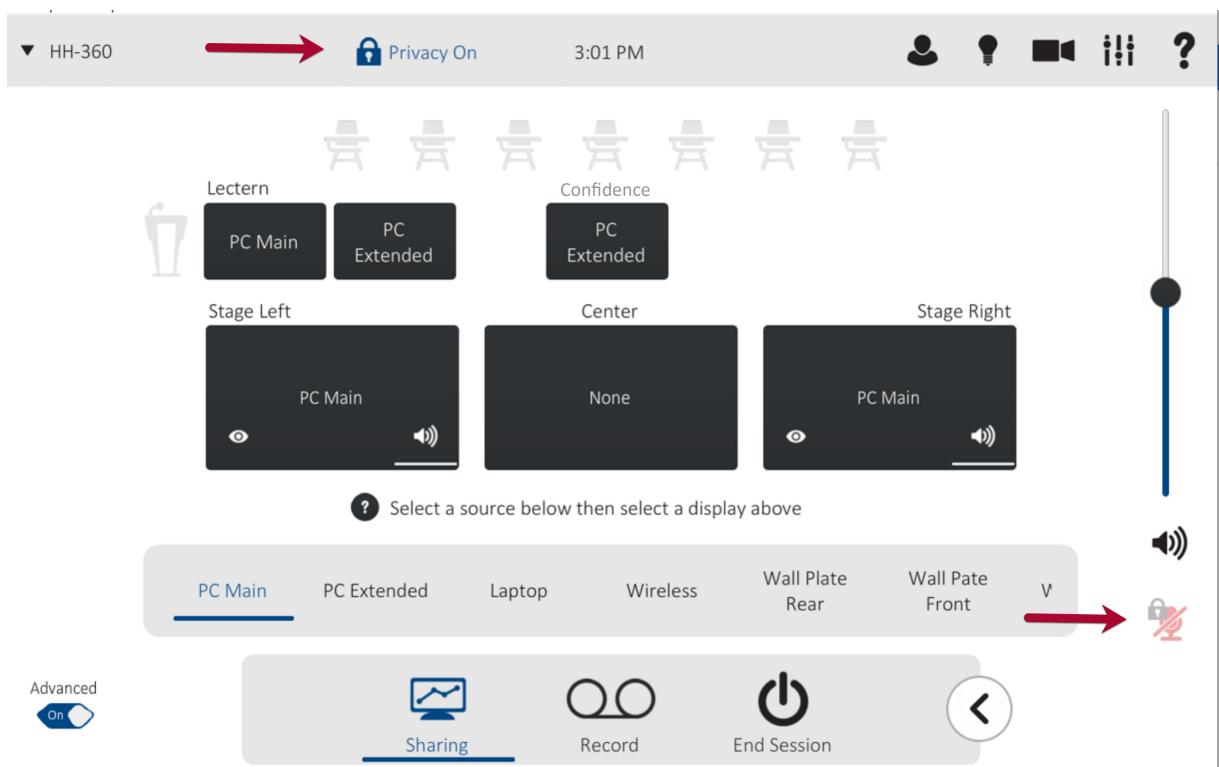 HH-360
Privacy On
3:01 PM
?
Lectern
Confidence
PC Main
PC
Extended
PC
Extended
Stage Left
Center
Stage Right
PC Main
None
PC Main
? Select a source below then select a display above
PC Main
PC Extended
Laptop
Wireless
Wall Plate
Rear
Wall Pate
Front
Advanced
On
Sharing
Record
End Session